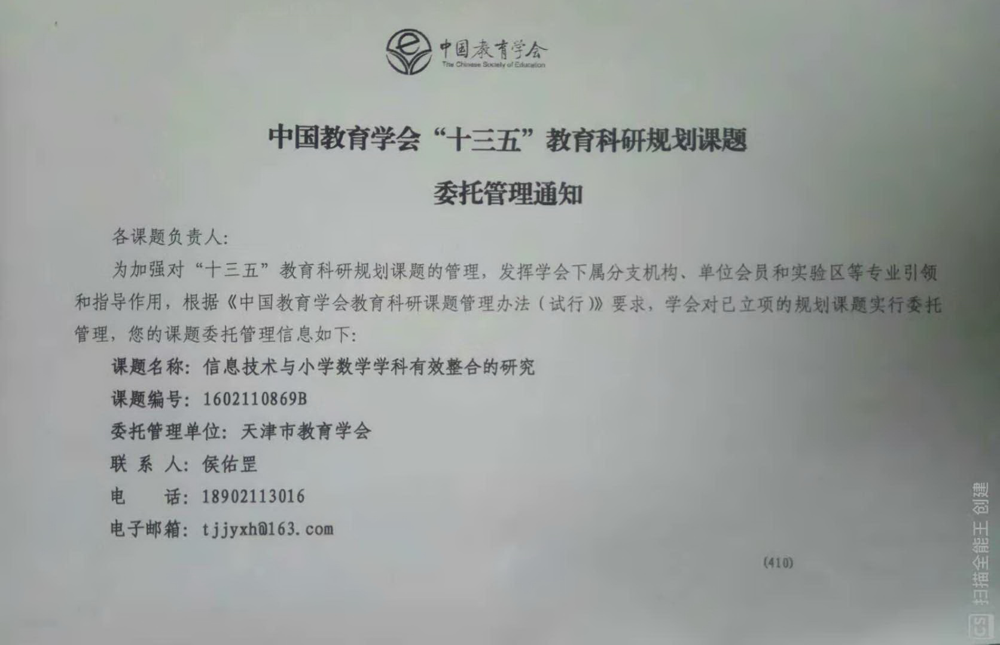 中国教育学会
The Chinese Society of Education
中国教育学会“十三五”教育科研规划课题
委托管理通知
各课题负责人：
为加强对“十三五”教育科研规划课题的管理，发挥学会下属分支机构、单位会员和实验区等专业引领
和指导作用，根据《中国教育学会教育科研课题管理办法（试行）》要求，学会对已立项的规划课题实行委托
管理，您的课题委托管理信息如下：
课题名称：信息技术与小学数学学科有效整合的研究
课题编号：1602110869B
委托管理单位：天津市教育学会
联 系 人：侯佑罡
电 话：18902113016
电子邮箱：tjjyxh@163.com
(410)
CS 扫描全能王 创建